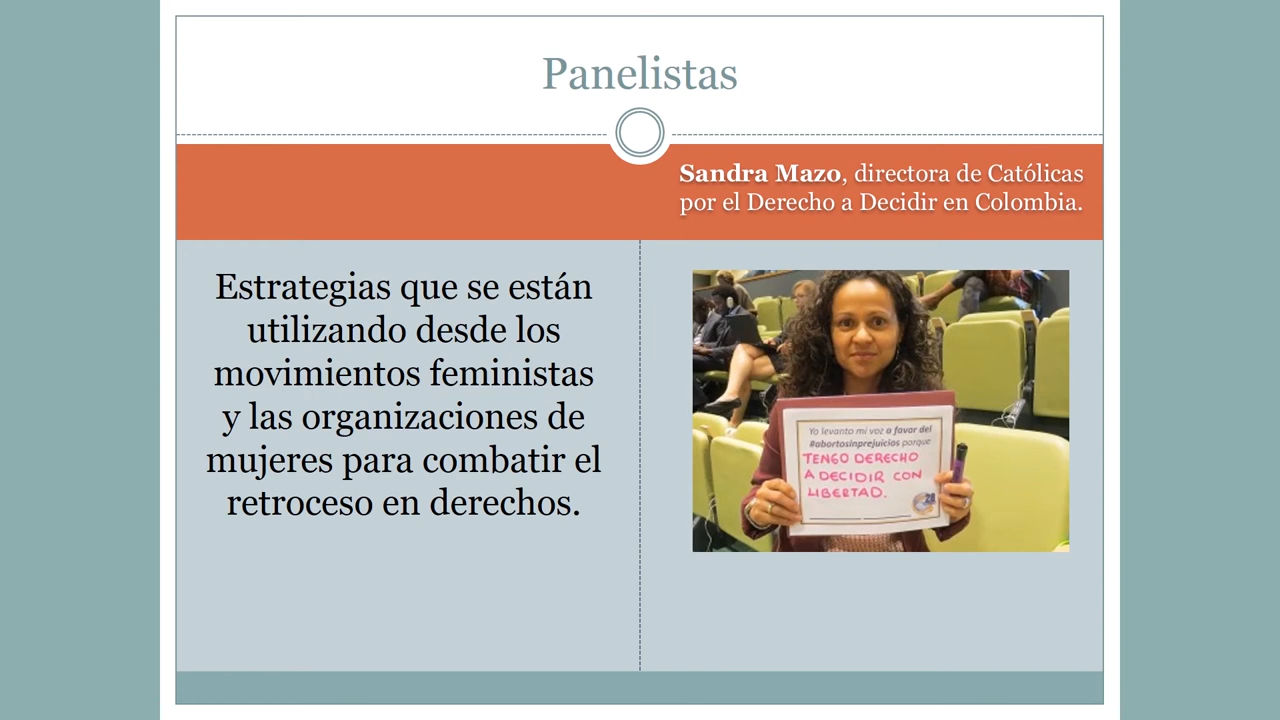 Panelistas
Sandra Mazo, directora de Católicas
por el Derecho a Decidir en Colombia.
Estrategias que se están
utilizando desde los
movimientos feministas
y las organizaciones de
mujeres para combatir el
retroceso en derechos.
Yo levanto mi voz a favor del
#abortosinprejuicios porque
TENGO DERECHO
A DECIDIR CON
LIBERTAD.
28